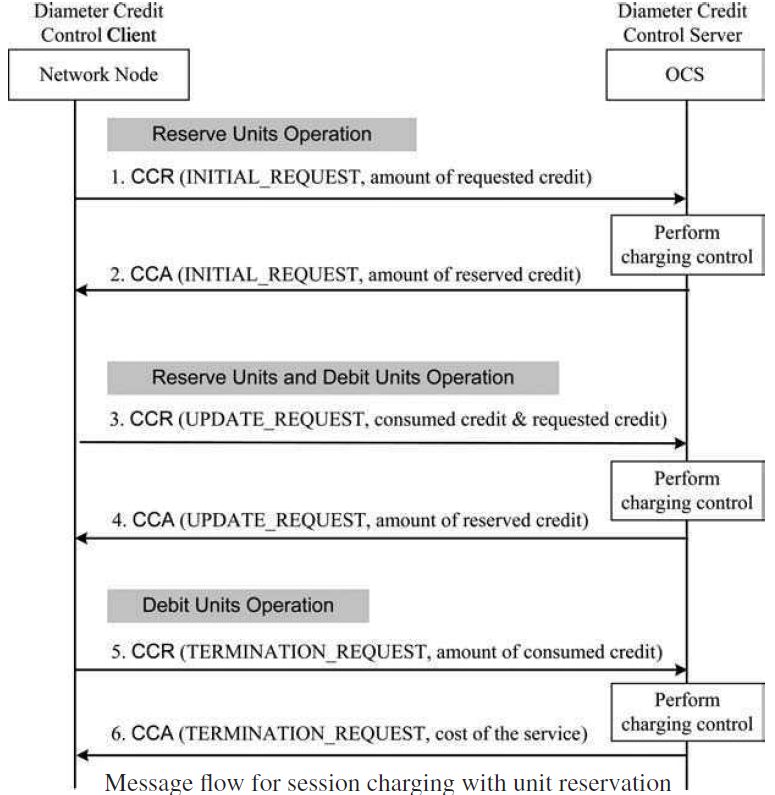 Diameter Credit
Control Client
Diameter Credit
Control Server
Network Node
OCS
Reserve Units Operation
1. CCR (INITIAL_REQUEST, amount of requested credit)
Perform
charging control
2. CCA (INITIAL_REQUEST, amount of reserved credit)
Reserve Units and Debit Units Operation
3. CCR (UPDATE_REQUEST, consumed credit & requested credit)
Perform
charging control
4. CCA (UPDATE_REQUEST, amount of reserved credit)
Debit Units Operation
5. CCR (TERMINATION_REQUEST, amount of consumed credit)
Perform
charging control
6. CCA (TERMINATION_REQUEST, cost of the service)
Message flow for session charging with unit reservation